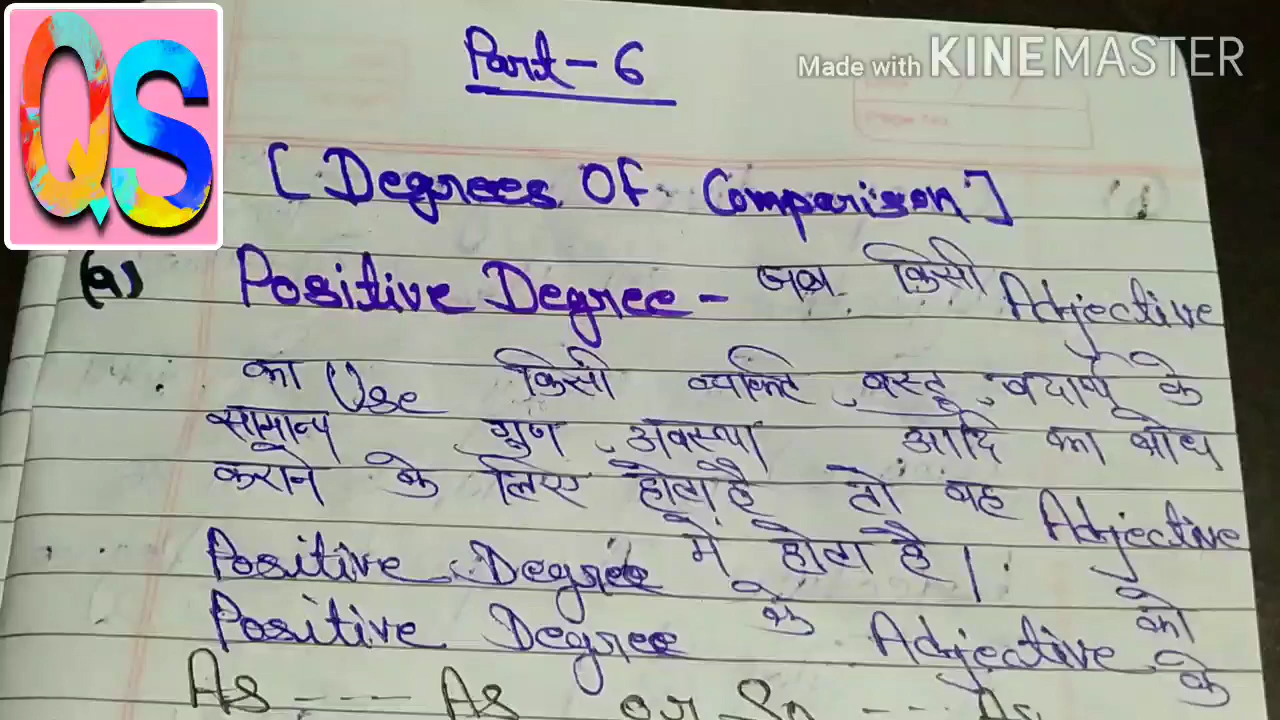 QS
Made with KINEMASTER
Part - 6
[Degrees Of Comparison]
(a) Positive Degree - जब किसी Adjective
का Use किसी व्यक्ति, वस्तु, पदार्थ के
सामान्य गुण, अवस्था आदि का बोध
कराने के लिए होता है तो वह Adjective
Positive Degree में होता है।
Positive Degree के Adjective को
As ---- As or So --- As के